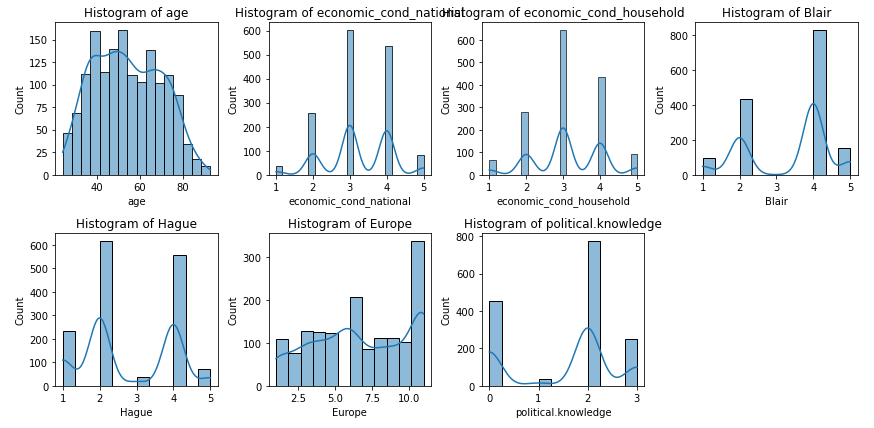 Histogram of age
Count
150
125
100
75
50
25
0
40
60
80
age
Histogram of economic_cond_national
Count
600
500
400
300
200
100
0
1 2 3 4 5
economic_cond_national
Histogram of economic_cond_household
Count
600
500
400
300
200
100
0
1 2 3 4 5
economic_cond_household
Histogram of Blair
Count
800
600
400
200
0
1 2 3 4 5
Blair
Histogram of Hague
Count
600
500
400
300
200
100
0
1 2 3 4 5
Hague
Histogram of Europe
Count
300
200
100
0
2.5 5.0 7.5 10.0
Europe
Histogram of political.knowledge
Count
800
600
400
200
0
0 1 2 3
political.knowledge